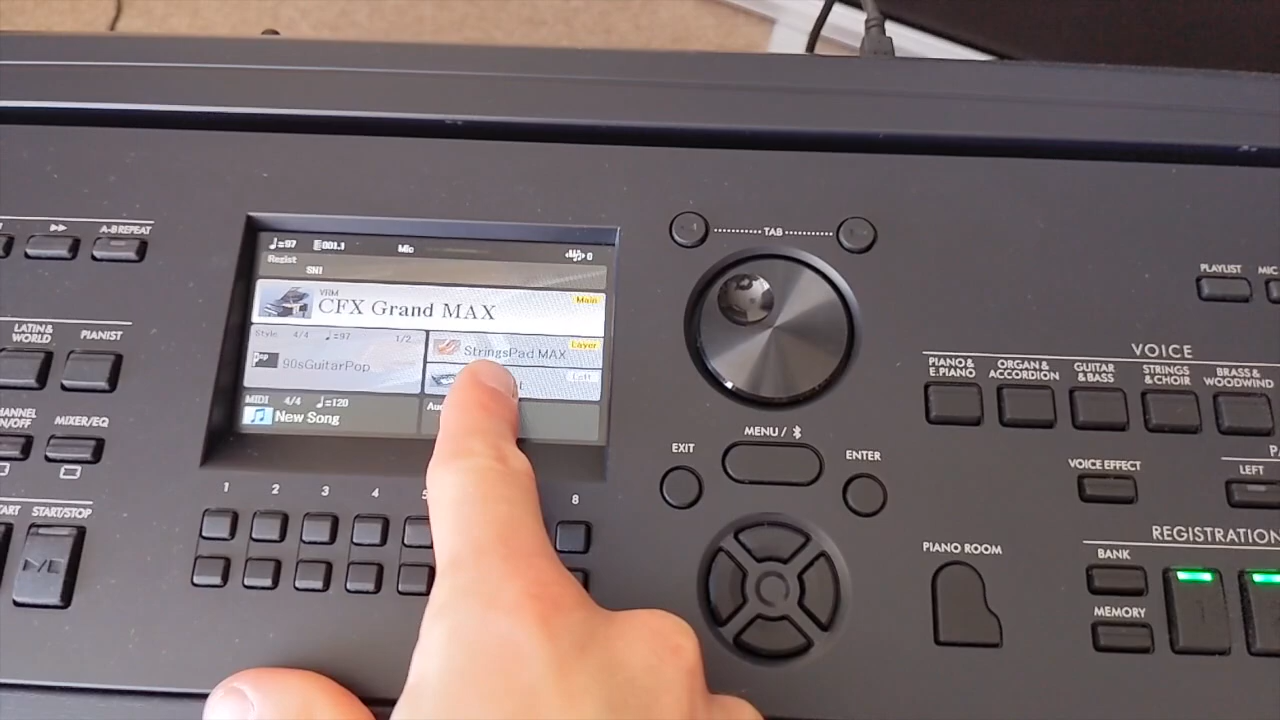 A-B REPEAT
♩=97 001.1 Mic 0
Regist
SN1
VRM
CFX Grand MAX
Main
Style 4/4 ♩=97 1/2
90sGuitarPop
StringsPad MAX
Layer
Left
MIDI 4/4 ♩=120
New Song
TAB
LATIN &
WORLD
PIANIST
MIXER/EQ
START/STOP
1 2 3 4 8
EXIT
MENU /
ENTER
PLAYLIST
MIC
VOICE
PIANO &
E.PIANO
ORGAN &
ACCORDION
GUITAR
& BASS
STRINGS
& CHOIR
BRASS &
WOODWIND
VOICE EFFECT
LEFT
PIANO ROOM
REGISTRATION
BANK
MEMORY
1